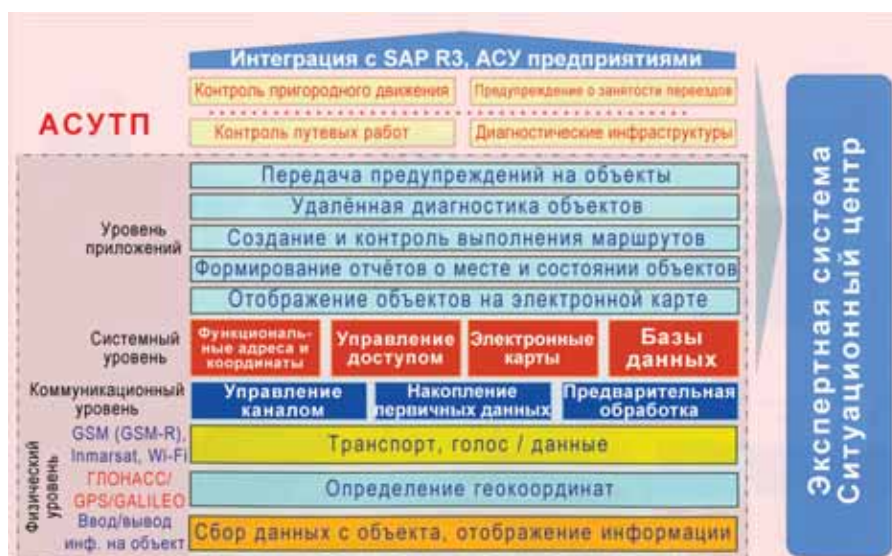 Интеграция с SAP R3, АСУ предприятиями
АСУТП
Контроль пригородного движения
Предупреждение о занятости переездов
Контроль путевых работ
Диагностические инфраструктуры
Уровень
приложений
Передача предупреждений на объекты
Удалённая диагностика объектов
Создание и контроль выполнения маршрутов
Формирование отчётов о месте и состоянии объектов
Отображение объектов на электронной карте
Системный
уровень
Функциональ-
ные адреса и
координаты
Управление
доступом
Электронные
карты
Базы
данных
Коммуникационный
уровень
Управление
каналом
Накопление
первичных данных
Предварительная
обработка
Физический
уровень
GSM (GSM-R),
Inmarsat, Wi-Fi
Транспорт, голос / данные
ГЛОНАСС/
GPS/GALILEO
Определение геокоординат
Ввод/вывод
инф. на объект
Сбор данных с объекта, отображение информации
Экспертная система
Ситуационный центр